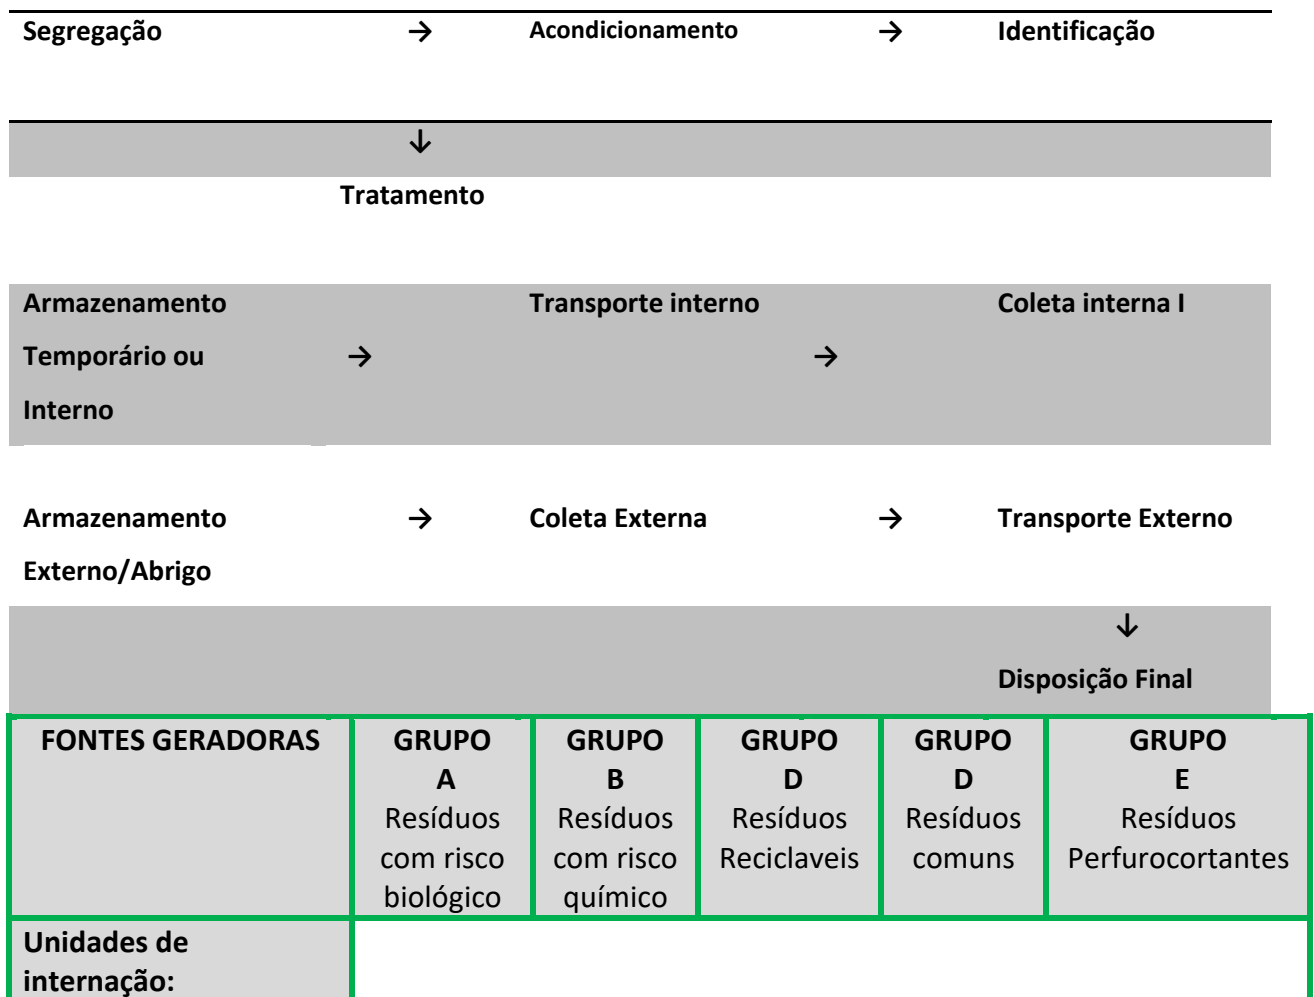 Segregação → Acondicionamento → Identificação
↓
Tratamento
Armazenamento Transporte interno Coleta interna I
Temporário ou → →
Interno
Armazenamento → Coleta Externa → Transporte Externo
Externo/Abrigo
↓
Disposição Final
FONTES GERADORAS GRUPO GRUPO GRUPO GRUPO GRUPO
A B D D E
Resíduos Resíduos Resíduos Resíduos Resíduos
com risco com risco Reciclaveis comuns Perfurocortantes
biológico químico
Unidades de
internação: